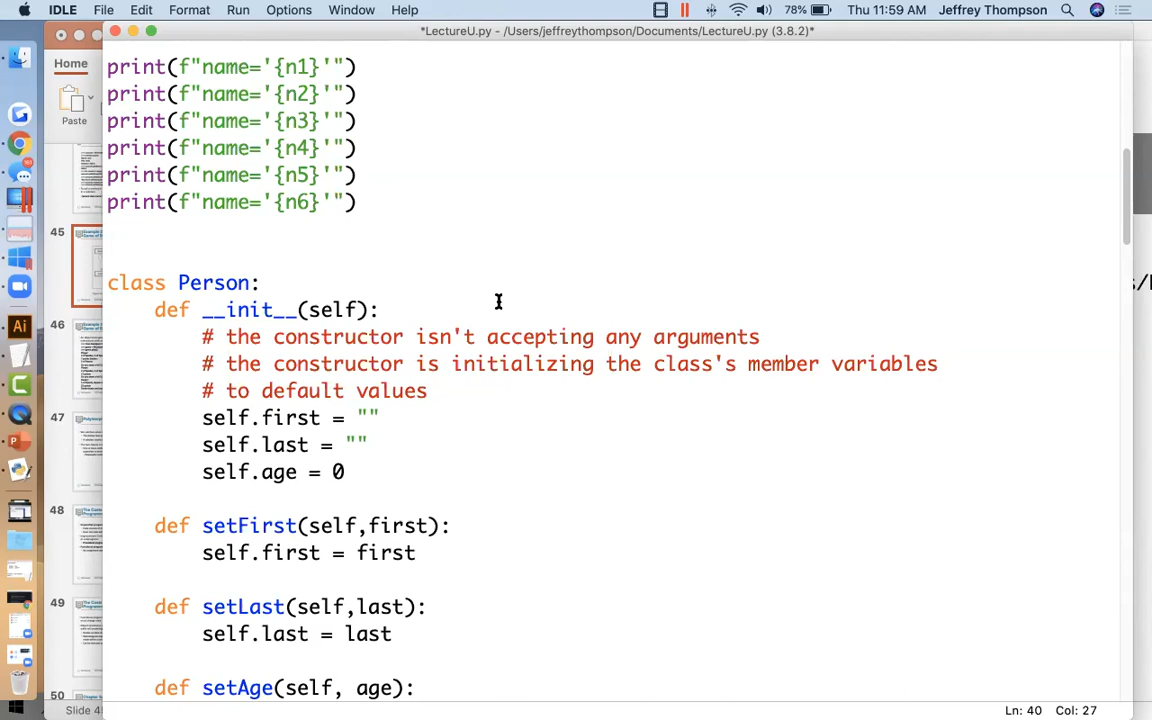 IDLE File Edit Format Run Options Window Help 78% Thu 11:59 AM Jeffrey Thompson
*LectureU.py - /Users/jeffreythompson/Documents/LectureU.py (3.8.2)*
Home
Paste
print(f"name='{n1}'")
print(f"name='{n2}'")
print(f"name='{n3}'")
print(f"name='{n4}'")
print(f"name='{n5}'")
print(f"name='{n6}'")
class Person:
def __init__(self):
# the constructor isn't accepting any arguments
# the constructor is initializing the class's member variables
# to default values
self.first = ""
self.last = ""
self.age = 0
def setFirst(self,first):
self.first = first
def setLast(self,last):
self.last = last
def setAge(self, age):
45
46
47
48
49
50
Slide 45
Ln: 40 Col: 27